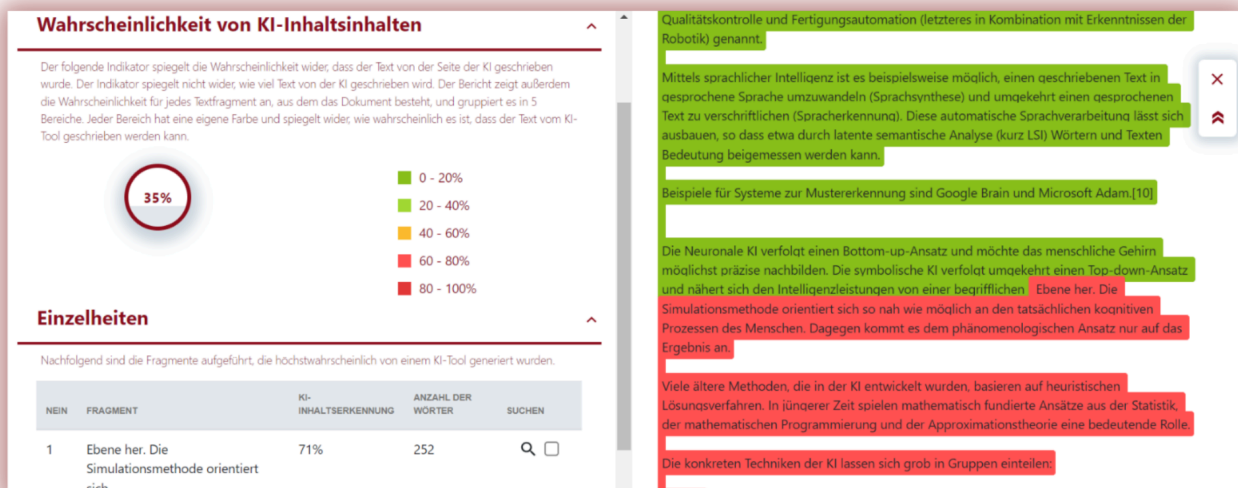 Wahrscheinlichkeit von KI-Inhaltsinhalten
Der folgende Indikator spiegelt die Wahrscheinlichkeit wider, dass der Text von der Seite der KI geschrieben
wurde. Der Indikator spiegelt nicht wider, wie viel Text von der KI geschrieben wird. Der Bericht zeigt außerdem
die Wahrscheinlichkeit für jedes Textfragment an, aus dem das Dokument besteht, und gruppiert es in 5
Bereiche. Jeder Bereich hat eine eigene Farbe und spiegelt wider, wie wahrscheinlich es ist, dass der Text vom KI-
Tool geschrieben werden kann.
35%
0 - 20%
20 - 40%
40 - 60%
60 - 80%
80 - 100%
Einzelheiten
Nachfolgend sind die Fragmente aufgeführt, die höchstwahrscheinlich von einem KI-Tool generiert wurden.
NEIN FRAGMENT KI-INHALTSERKENNUNG ANZAHL DER WÖRTER SUCHEN
1 Ebene her. Die 71% 252
Simulationsmethode orientiert
sich
Qualitätskontrolle und Fertigungsautomation (letzteres in Kombination mit Erkenntnissen der
Robotik) genannt.
Mittels sprachlicher Intelligenz ist es beispielsweise möglich, einen geschriebenen Text in
gesprochene Sprache umzuwandeln (Sprachsynthese) und umgekehrt einen gesprochenen
Text zu verschriftlichen (Spracherkennung). Diese automatische Sprachverarbeitung lässt sich
ausbauen, so dass etwa durch latente semantische Analyse (kurz LSI) Wörtern und Texten
Bedeutung beigemessen werden kann.
Beispiele für Systeme zur Mustererkennung sind Google Brain und Microsoft Adam.[10]
Die Neuronale KI verfolgt einen Bottom-up-Ansatz und möchte das menschliche Gehirn
möglichst präzise nachbilden. Die symbolische KI verfolgt umgekehrt einen Top-down-Ansatz
und nähert sich den Intelligenzleistungen von einer begrifflichen Ebene her. Die
Simulationsmethode orientiert sich so nah wie möglich an den tatsächlichen kognitiven
Prozessen des Menschen. Dagegen kommt es dem phänomenologischen Ansatz nur auf das
Ergebnis an.
Viele ältere Methoden, die in der KI entwickelt wurden, basieren auf heuristischen
Lösungsverfahren. In jüngerer Zeit spielen mathematisch fundierte Ansätze aus der Statistik,
der mathematischen Programmierung und der Approximationstheorie eine bedeutende Rolle.
Die konkreten Techniken der KI lassen sich grob in Gruppen einteilen: